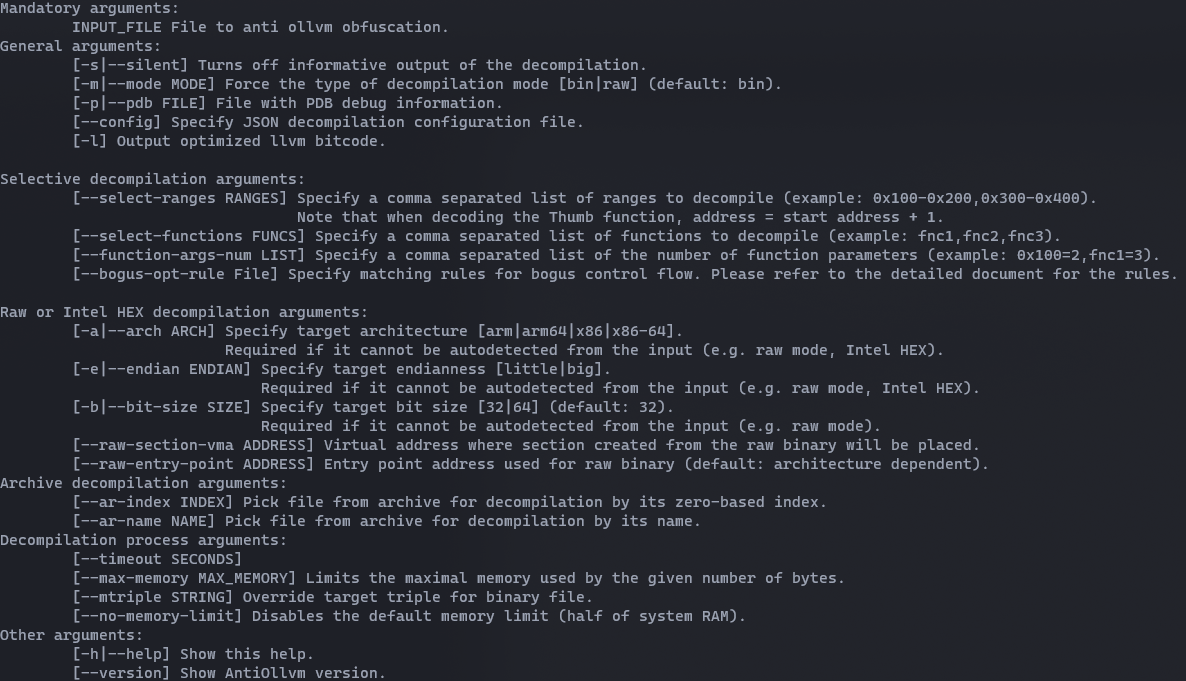 Mandatory arguments:
        INPUT_FILE File to anti ollvm obfuscation.
General arguments:
        [-s|--silent] Turns off informative output of the decompilation.
        [-m|--mode MODE] Force the type of decompilation mode [bin|raw] (default: bin).
        [-p|--pdb FILE] File with PDB debug information.
        [--config] Specify JSON decompilation configuration file.
        [-l] Output optimized llvm bitcode.

Selective decompilation arguments:
        [--select-ranges RANGES] Specify a comma separated list of ranges to decompile (example: 0x100-0x200,0x300-0x400).
                                 Note that when decoding the Thumb function, address = start address + 1.
        [--select-functions FUNCS] Specify a comma separated list of functions to decompile (example: fnc1,fnc2,fnc3).
        [--function-args-num LIST] Specify a comma separated list of the number of function parameters (example: 0x100=2,fnc1=3).
        [--bogus-opt-rule File] Specify matching rules for bogus control flow. Please refer to the detailed document for the rules.

Raw or Intel HEX decompilation arguments:
        [-a|--arch ARCH] Specify target architecture [arm|arm64|x86|x86-64].
                         Required if it cannot be autodetected from the input (e.g. raw mode, Intel HEX).
        [-e|--endian ENDIAN] Specify target endianness [little|big].
                             Required if it cannot be autodetected from the input (e.g. raw mode, Intel HEX).
        [-b|--bit-size SIZE] Specify target bit size [32|64] (default: 32).
                             Required if it cannot be autodetected from the input (e.g. raw mode).
        [--raw-section-vma ADDRESS] Virtual address where section created from the raw binary will be placed.
        [--raw-entry-point ADDRESS] Entry point address used for raw binary (default: architecture dependent).
Archive decompilation arguments:
        [--ar-index INDEX] Pick file from archive for decompilation by its zero-based index.
        [--ar-name NAME] Pick file from archive for decompilation by its name.
Decompilation process arguments:
        [--timeout SECONDS]
        [--max-memory MAX_MEMORY] Limits the maximal memory used by the given number of bytes.
        [--mtriple STRING] Override target triple for binary file.
        [--no-memory-limit] Disables the default memory limit (half of system RAM).
Other arguments:
        [-h|--help] Show this help.
        [--version] Show AntiOllvm version.